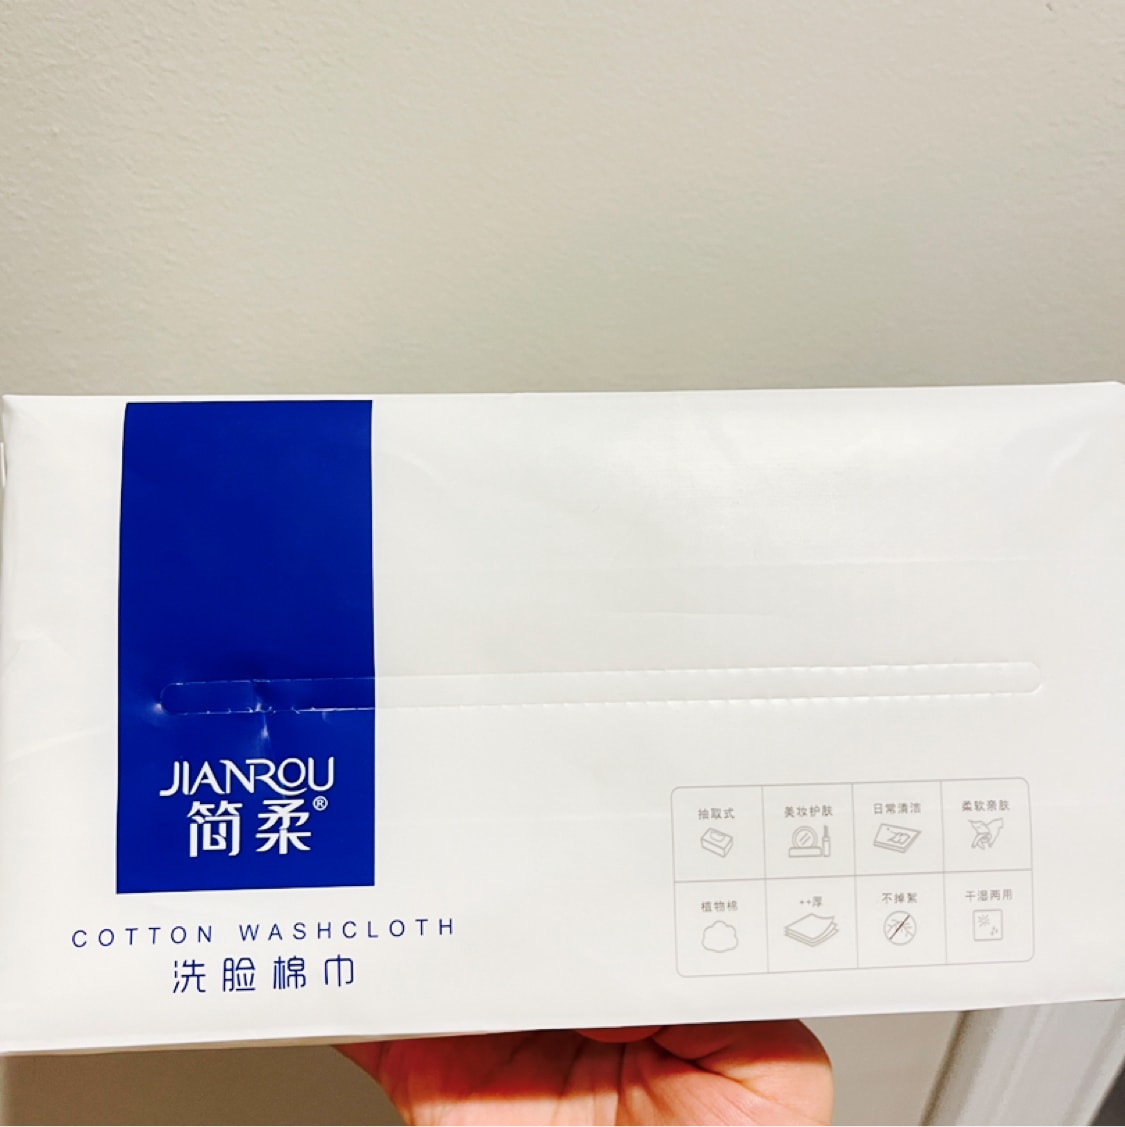 JIANROU
简柔®
COTTON WASHCLOTH
洗脸棉巾
抽取式 美妆护肤 日常清洁 柔软亲肤
植物棉 ++厚 不掉絮 干湿两用